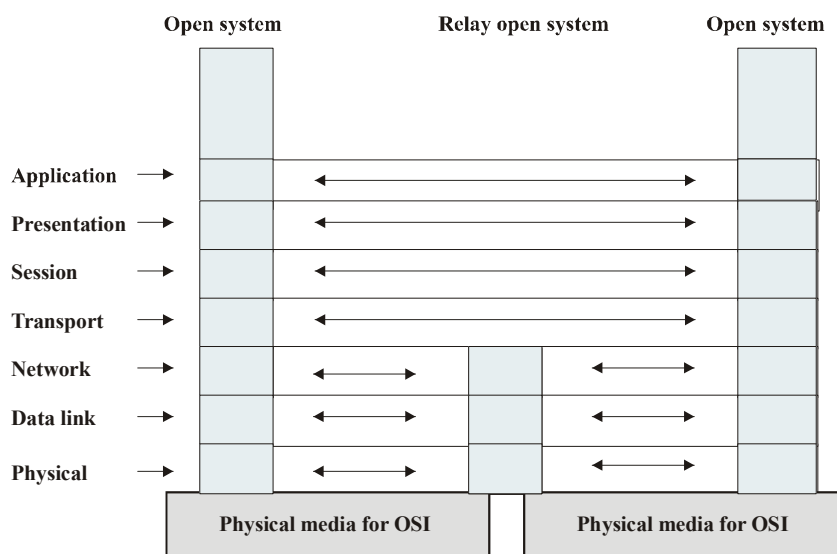 Open system
Relay open system
Open system
Application
Presentation
Session
Transport
Network
Data link
Physical
Physical media for OSI
Physical media for OSI